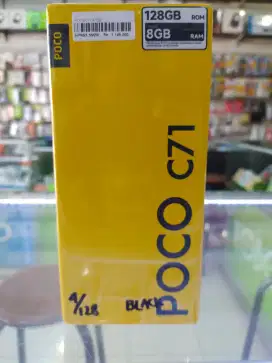 POCO
128GB
ROM
8GB
RAM
POCO C71
4/128
BLACK